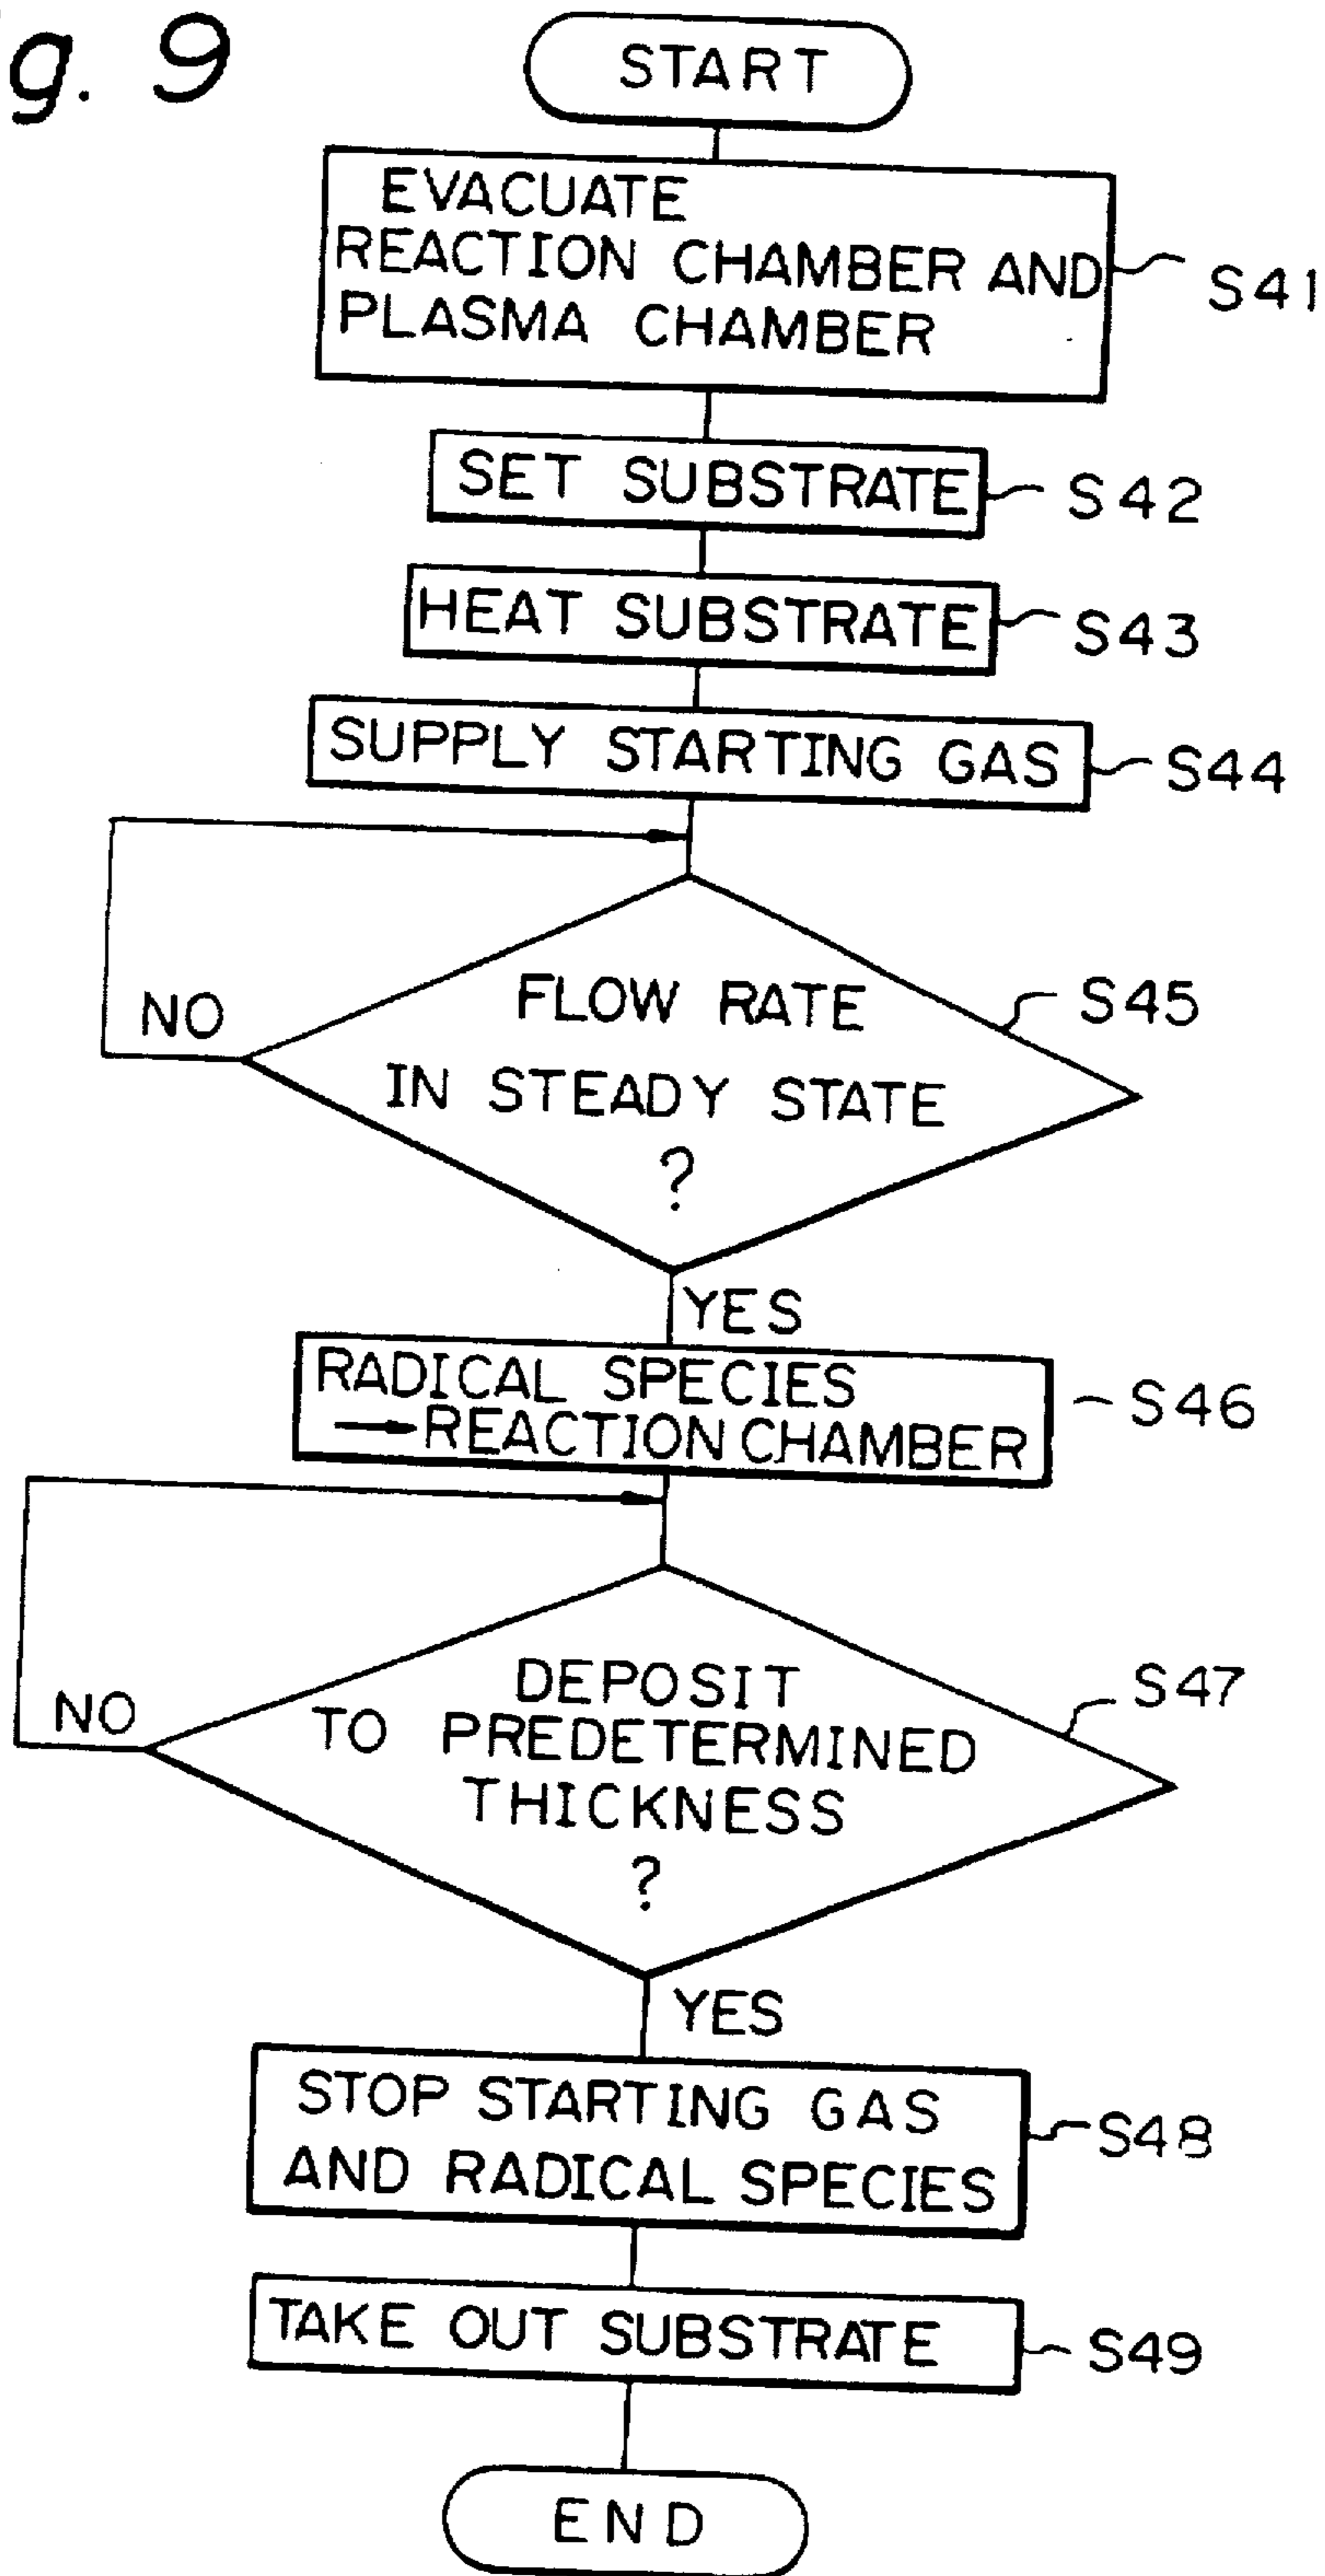 g. 9
START
EVACUATE
REACTION CHAMBER AND
PLASMA CHAMBER
S41
SET SUBSTRATE
S42
HEAT SUBSTRATE
S43
SUPPLY STARTING GAS
S44
FLOW RATE
IN STEADY STATE
?
S45
NO
YES
RADICAL SPECIES
→REACTION CHAMBER
S46
DEPOSIT
TO PREDETERMINED
THICKNESS
?
S47
NO
YES
STOP STARTING GAS
AND RADICAL SPECIES
S48
TAKE OUT SUBSTRATE
S49
END